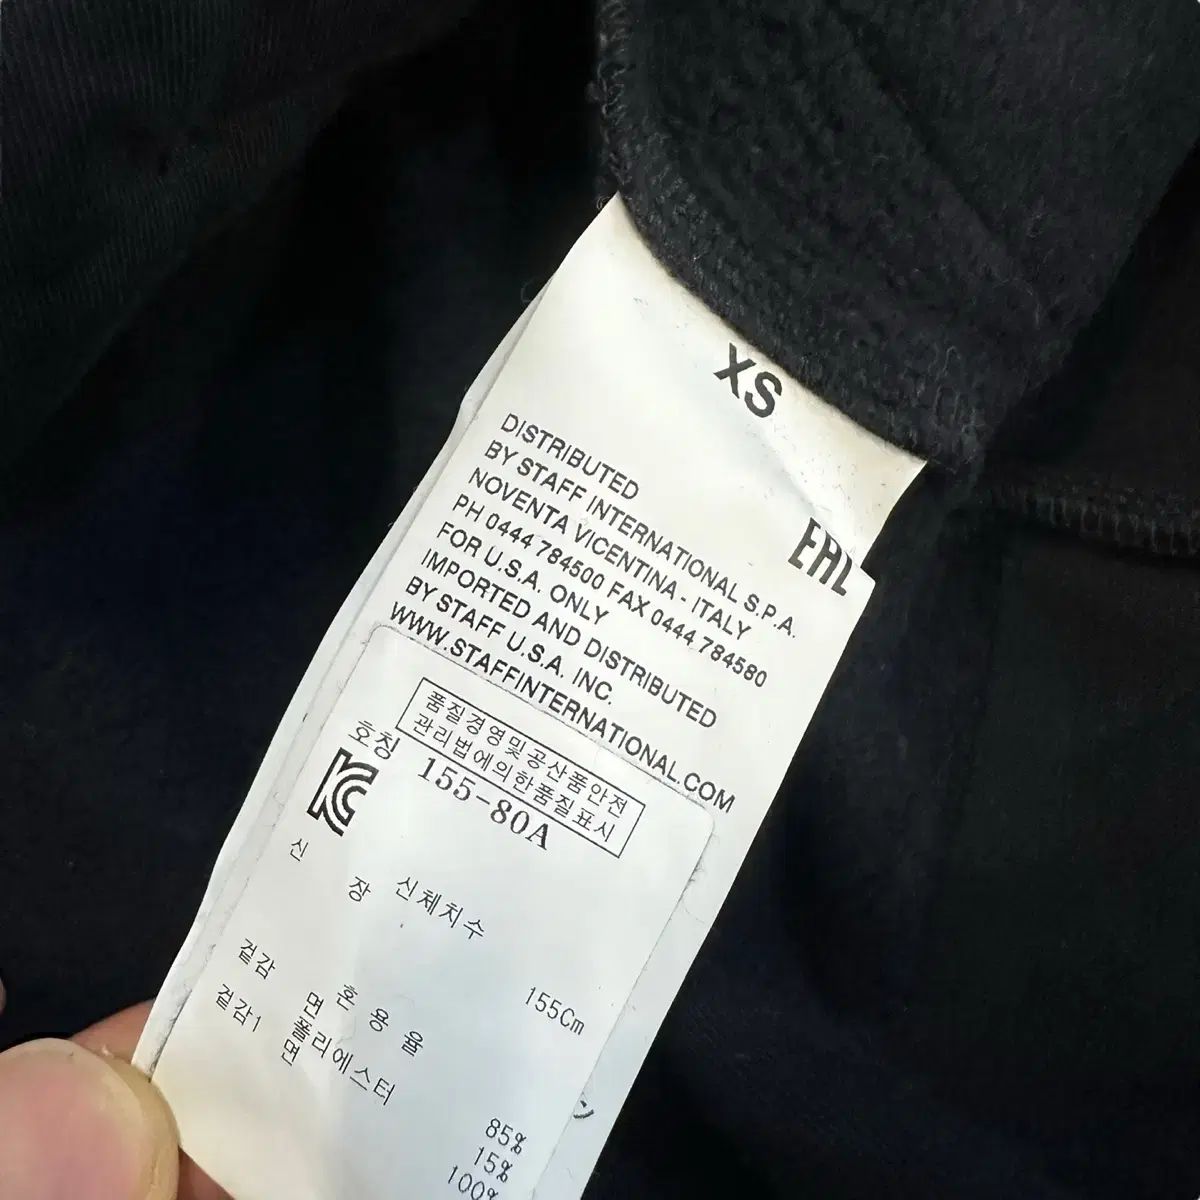 XS
EAC
DISTRIBUTED
BY STAFF INTERNATIONAL S.P.A.
NOVENTA VICENTINA - ITALY
PH 0444 784500 FAX 0444 784580
FOR U.S.A. ONLY
IMPORTED AND DISTRIBUTED
BY STAFF U.S.A. INC.
WWW.STAFFINTERNATIONAL.COM
품질경영및공산품안전
관리법에의한품질표시
호칭 155-80A
신체치수
신 장 155Cm
혼 용 율
겉감 면 85%
폴리에스터 15%
겉감1 면 100%
ン